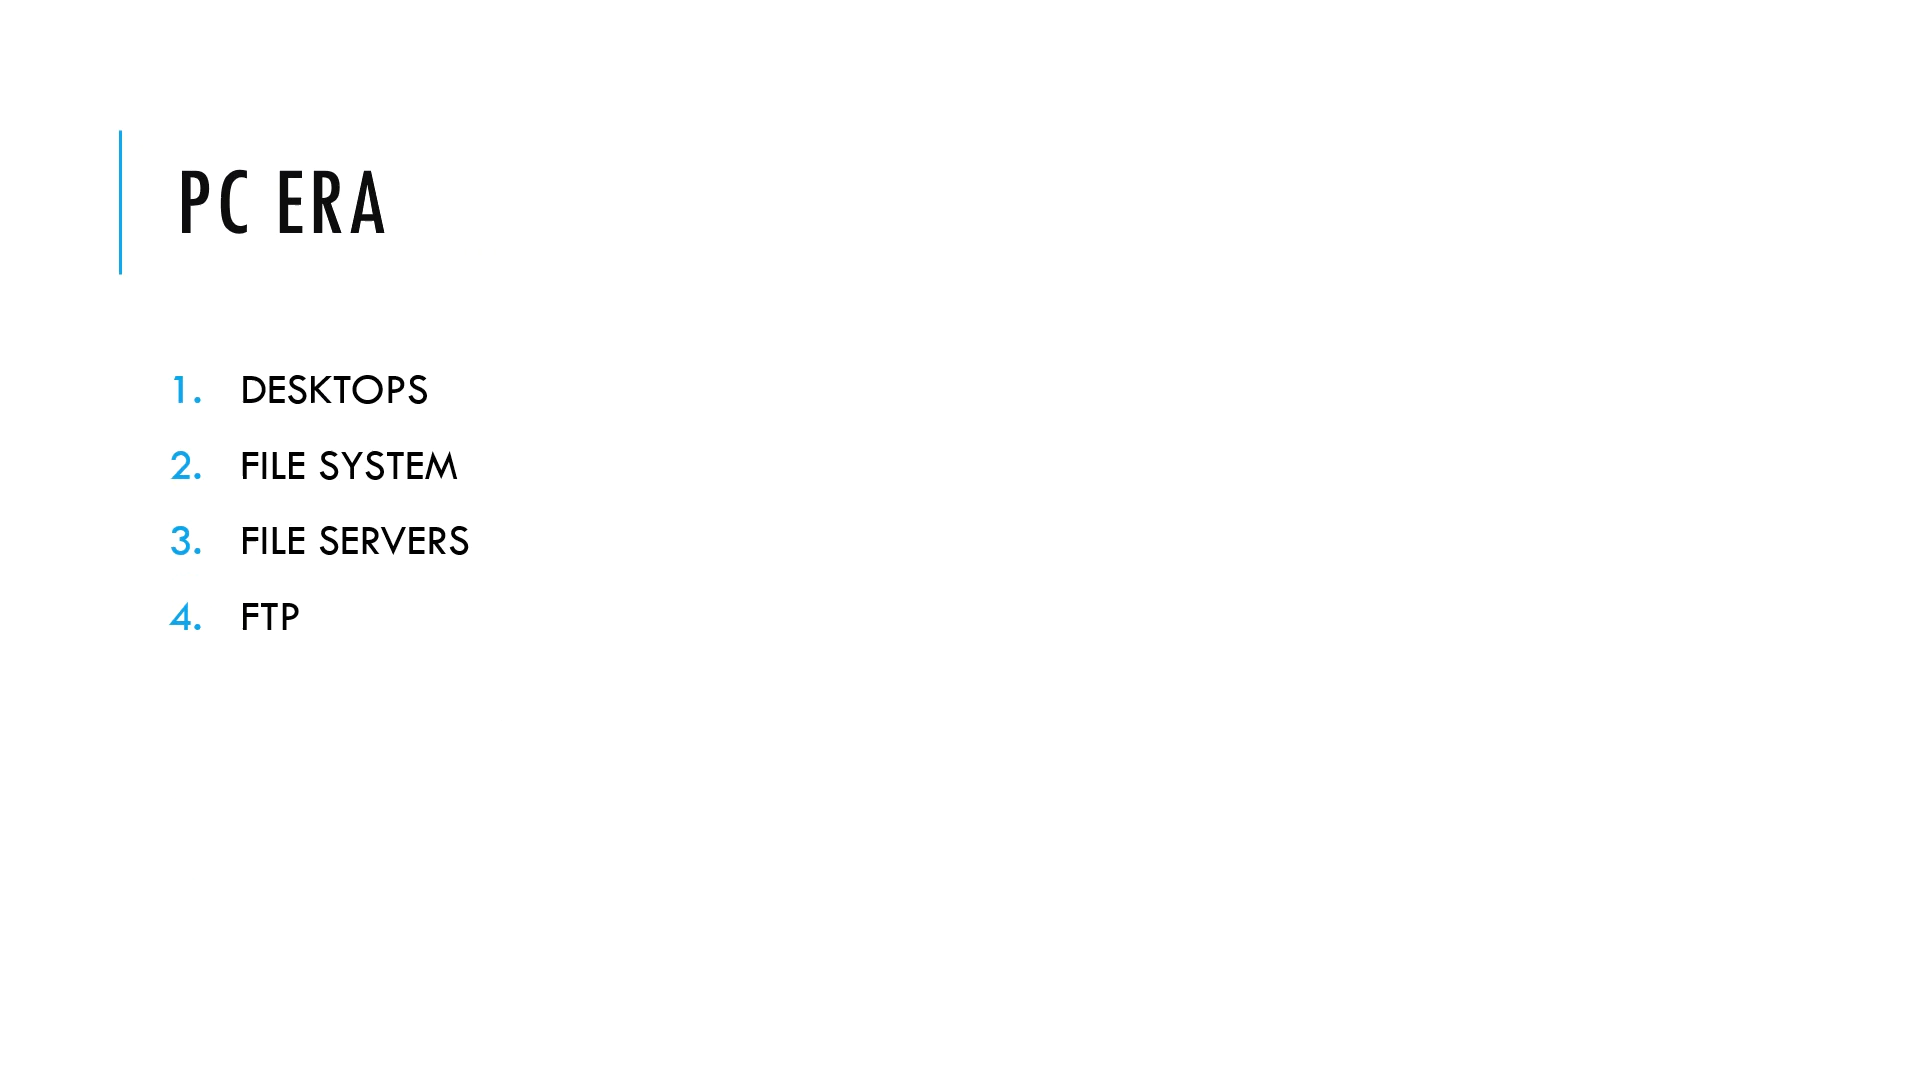 PC ERA
1. DESKTOPS
2. FILE SYSTEM
3. FILE SERVERS
4. FTP